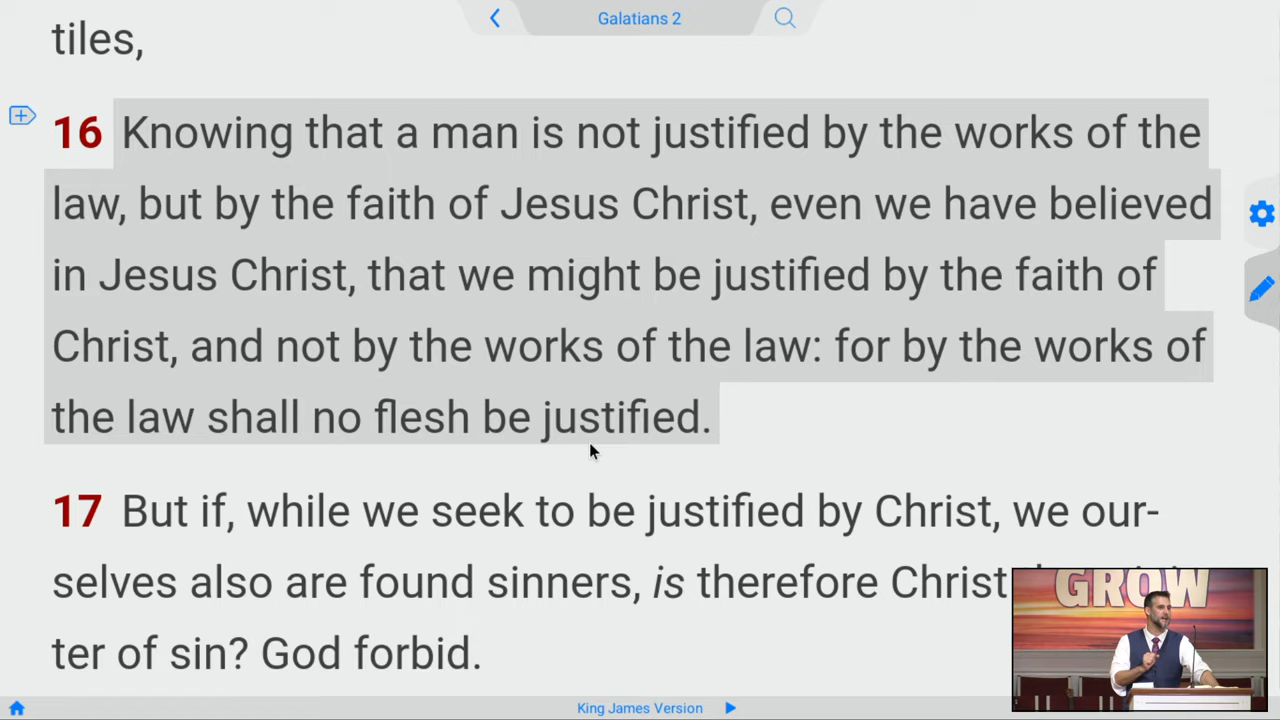 Galatians 2
tiles,
16 Knowing that a man is not justified by the works of the
law, but by the faith of Jesus Christ, even we have believed
in Jesus Christ, that we might be justified by the faith of
Christ, and not by the works of the law: for by the works of
the law shall no flesh be justified.
17 But if, while we seek to be justified by Christ, we our-
selves also are found sinners, is therefore Christ
ter of sin? God forbid.
GROW
King James Version